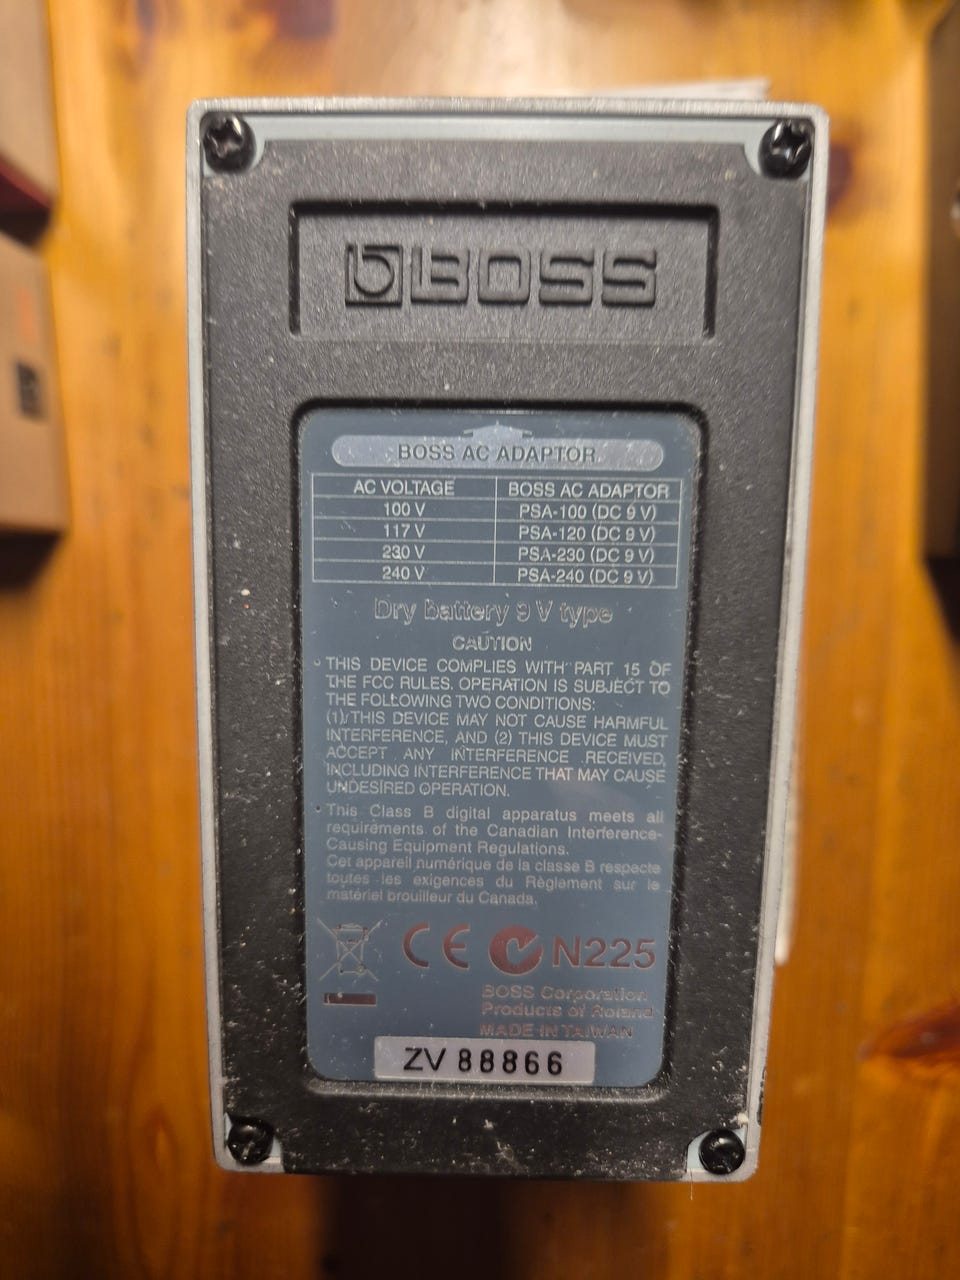 BOSS
BOSS AC ADAPTOR
AC VOLTAGE BOSS AC ADAPTOR
100 V PSA-100 (DC 9 V)
117 V PSA-120 (DC 9 V)
230 V PSA-230 (DC 9 V)
240 V PSA-240 (DC 9 V)
Dry battery 9 V type
CAUTION
• THIS DEVICE COMPLIES WITH PART 15 OF
THE FCC RULES. OPERATION IS SUBJECT TO
THE FOLLOWING TWO CONDITIONS:
(1) THIS DEVICE MAY NOT CAUSE HARMFUL
INTERFERENCE, AND (2) THIS DEVICE MUST
ACCEPT ANY INTERFERENCE RECEIVED,
INCLUDING INTERFERENCE THAT MAY CAUSE
UNDESIRED OPERATION.
• This Class B digital apparatus meets all
requirements of the Canadian Interference-
Causing Equipment Regulations.
Cet appareil numérique de la classe B respecte
toutes les exigences du Règlement sur le
matériel brouilleur du Canada.
CE N225
BOSS Corporation
Products of Roland
MADE IN TAIWAN
ZV 88866